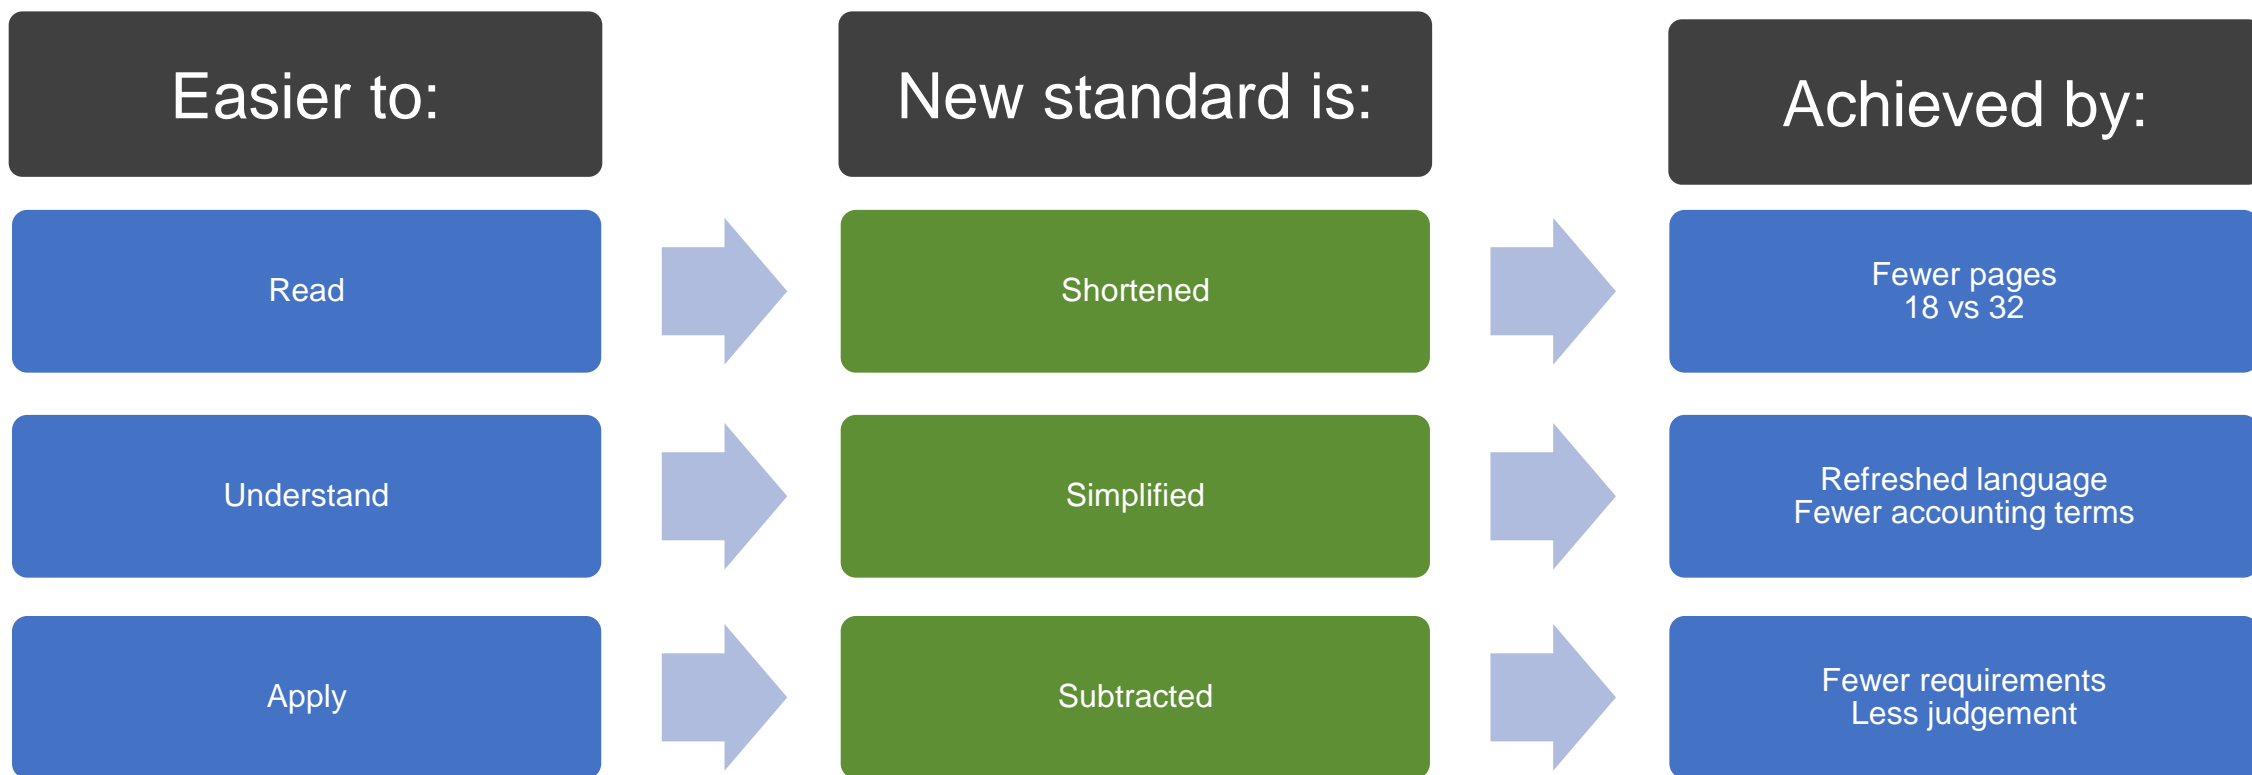 Easier to:
New standard is:
Achieved by:
Read
Shortened
Fewer pages
18 vs 32
Understand
Simplified
Refreshed language
Fewer accounting terms
Apply
Subtracted
Fewer requirements
Less judgement